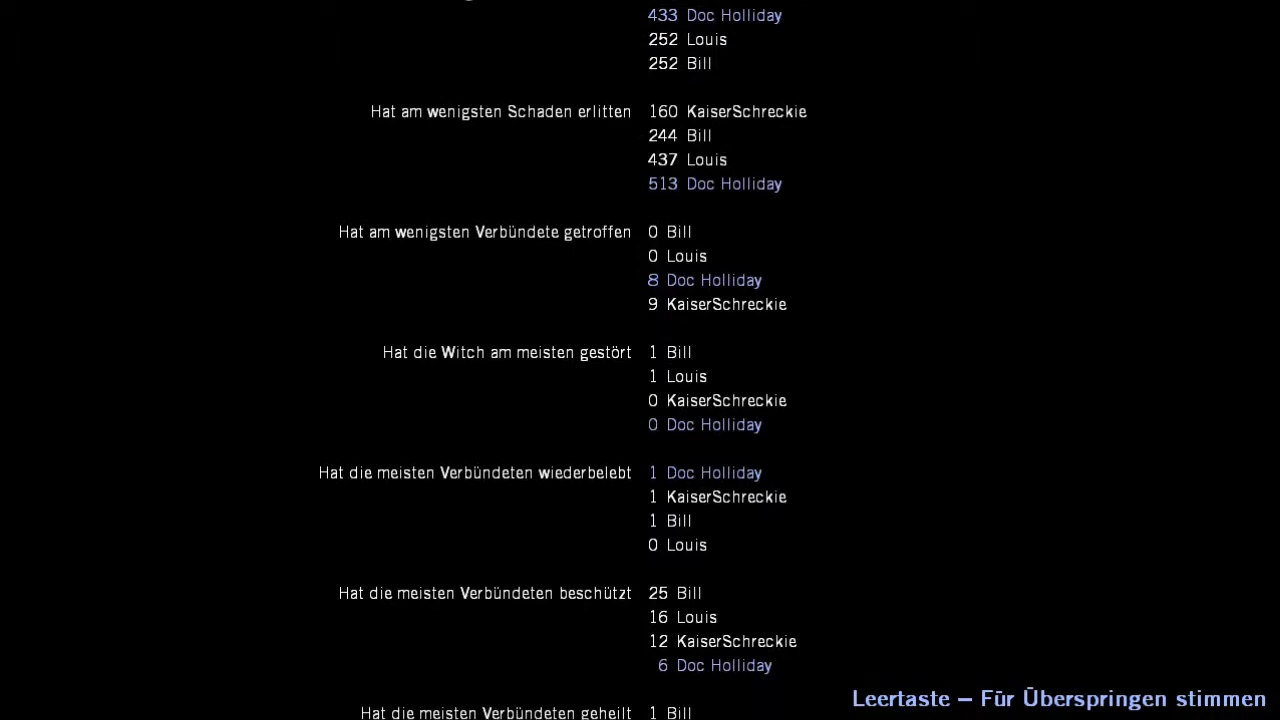 433 Doc Holliday
252 Louis
252 Bill
Hat am wenigsten Schaden erlitten 160 KaiserSchreckie
244 Bill
437 Louis
513 Doc Holliday
Hat am wenigsten Verbündete getroffen 0 Bill
0 Louis
8 Doc Holliday
9 KaiserSchreckie
Hat die Witch am meisten gestört 1 Bill
1 Louis
0 KaiserSchreckie
0 Doc Holliday
Hat die meisten Verbündeten wiederbelebt 1 Doc Holliday
1 KaiserSchreckie
1 Bill
0 Louis
Hat die meisten Verbündeten beschützt 25 Bill
16 Louis
12 KaiserSchreckie
6 Doc Holliday
Leertaste – Für Überspringen stimmen
Hat die meisten Verbündeten geheilt 1 Bill